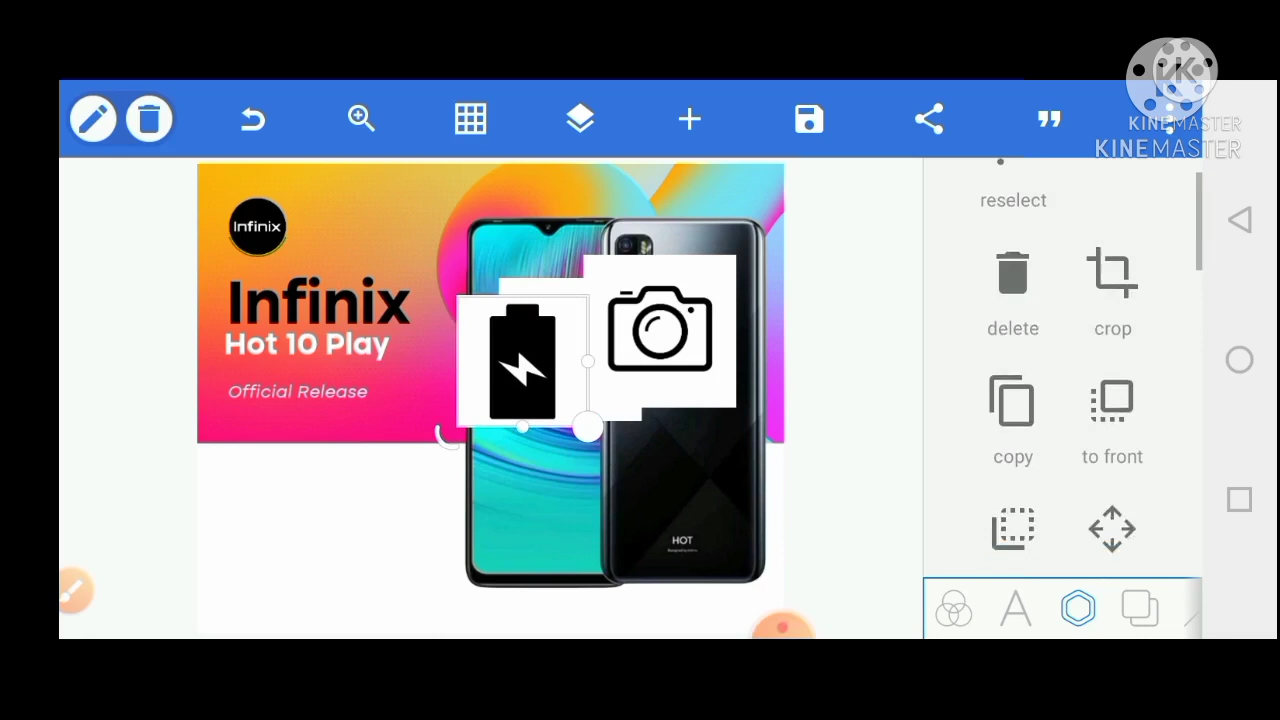 KINEMASTER
KINEMASTER
reselect
Infinix
delete
crop
Infinix
Hot 10 Play
Official Release
copy
to front
HOT